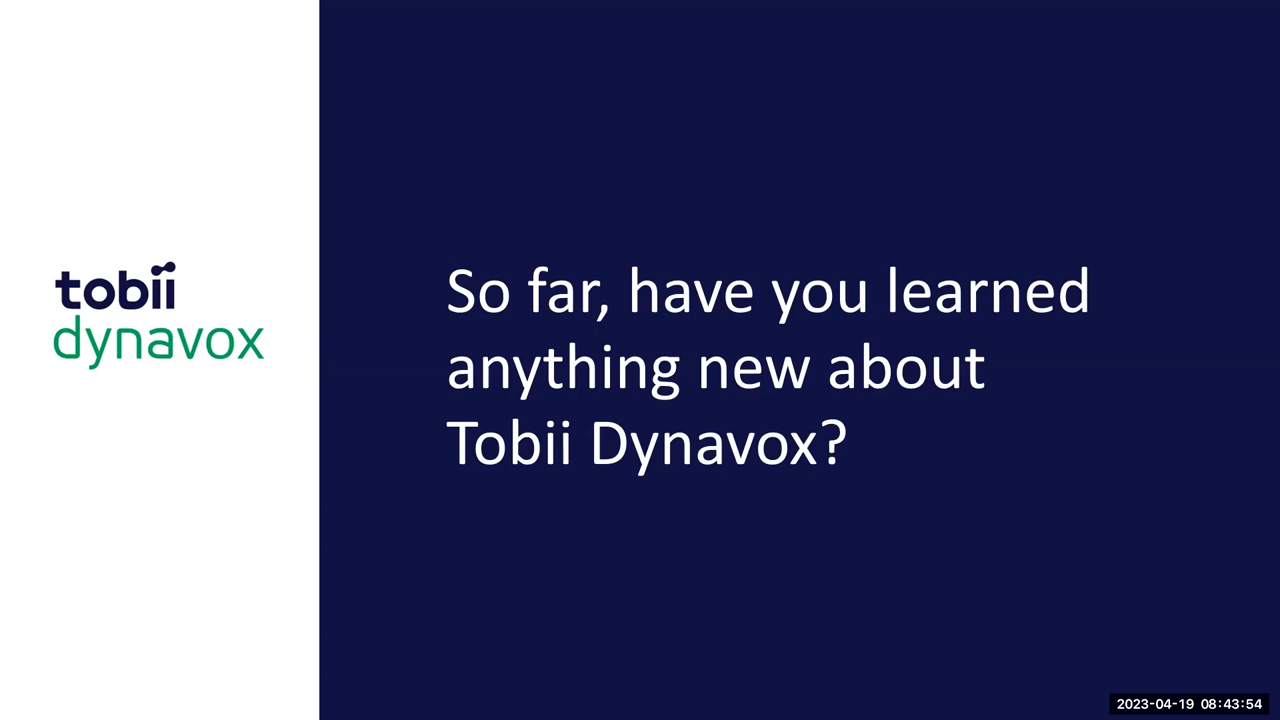 tobii
dynavox
So far, have you learned
anything new about
Tobii Dynavox?
2023-04-19 08:43:54